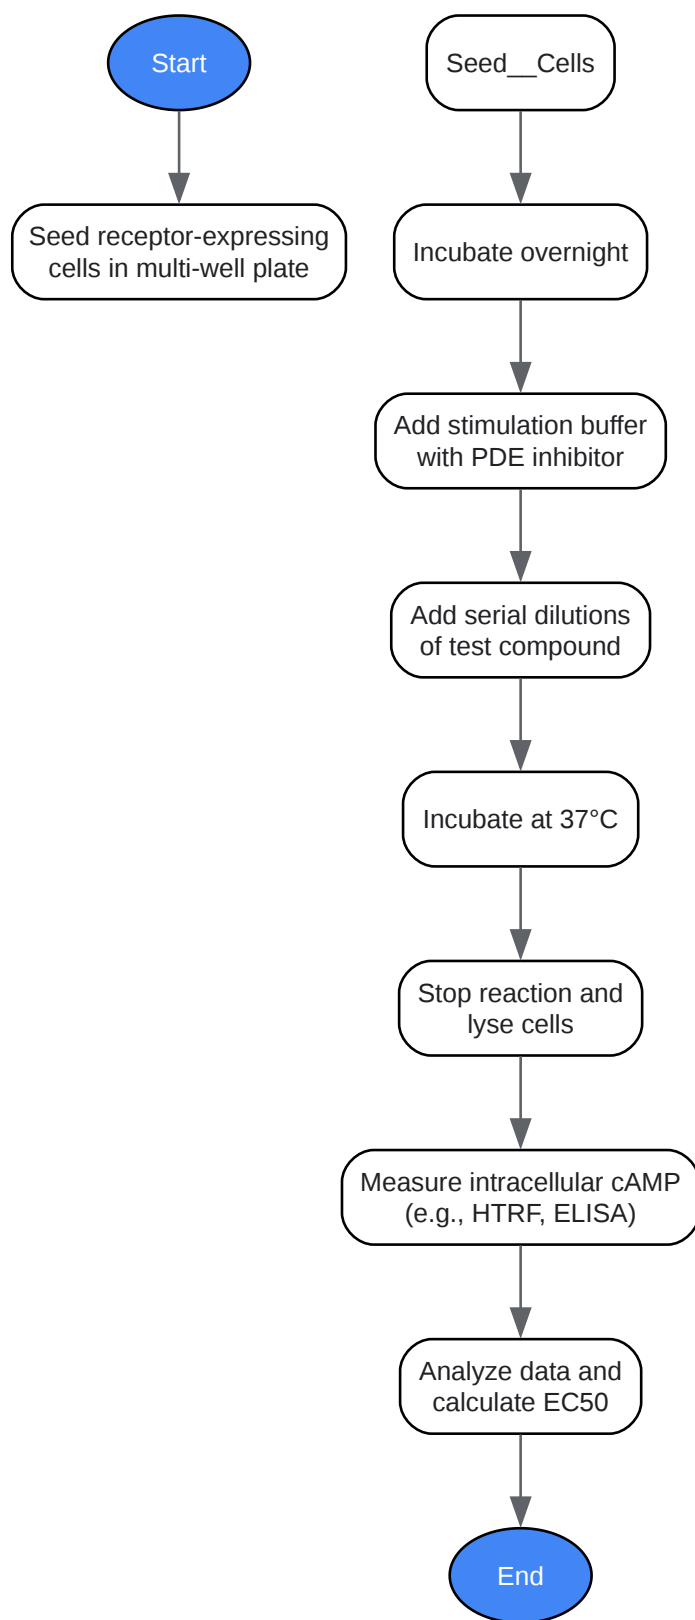 Start
Seed receptor-expressing
cells in multi-well plate
Seed__Cells
Incubate overnight
Add stimulation buffer
with PDE inhibitor
Add serial dilutions
of test compound
Incubate at 37°C
Stop reaction and
lyse cells
Measure intracellular cAMP
(e.g., HTRF, ELISA)
Analyze data and
calculate EC50
End